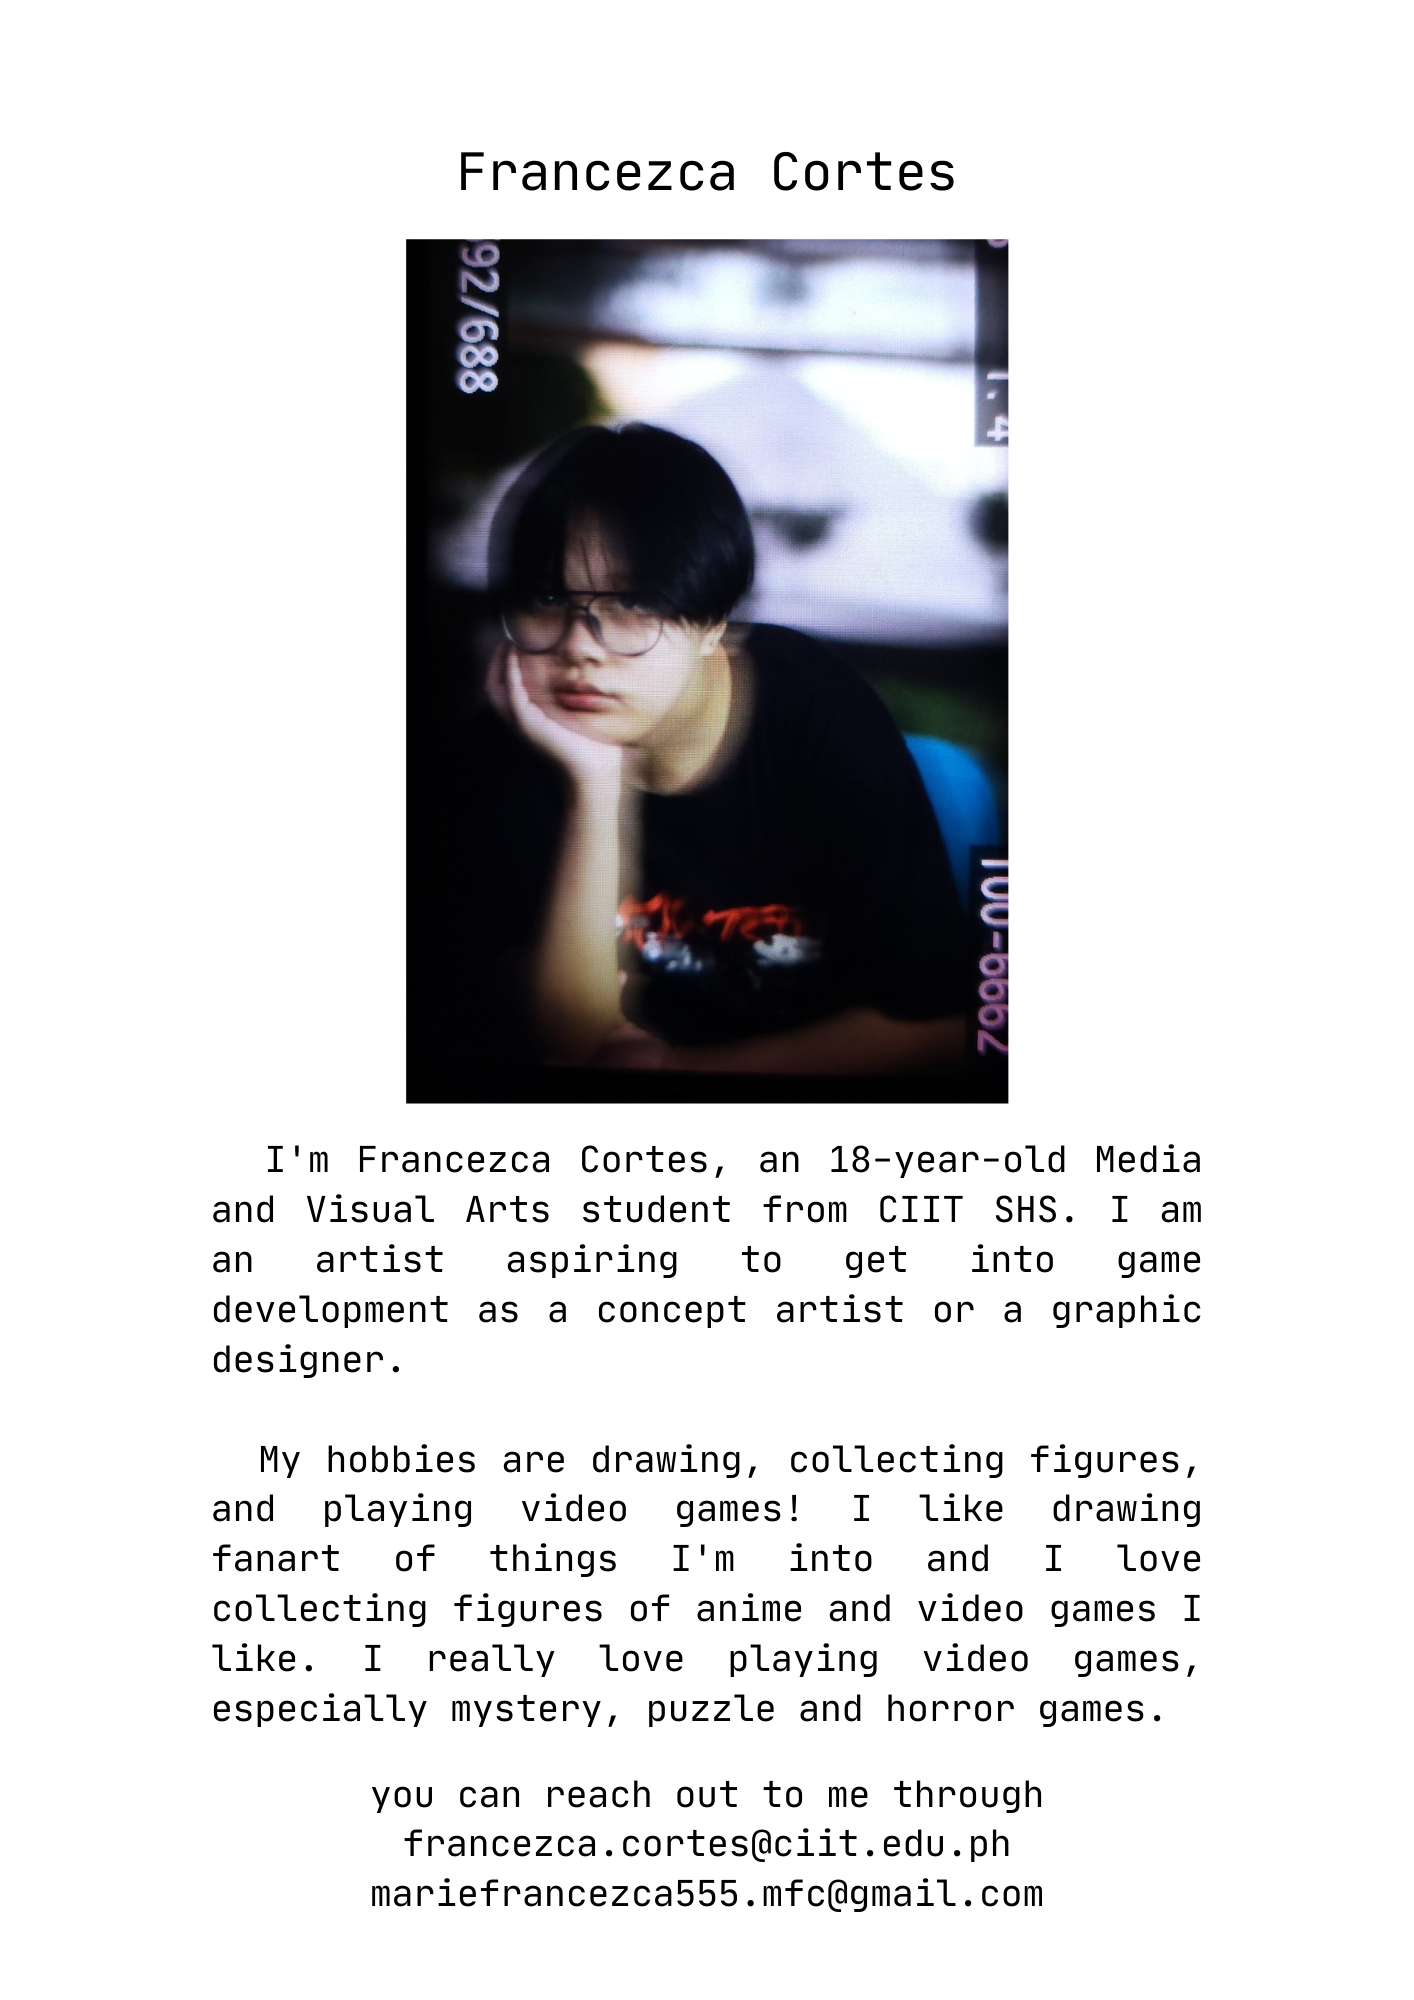 Francezca Cortes
92/688
1.4
100-6662
I'm Francezca Cortes, an 18-year-old Media
and Visual Arts student from CIIT SHS. I am
an artist aspiring to get into game
development as a concept artist or a graphic
designer.
My hobbies are drawing, collecting figures,
and playing video games! I like drawing
fanart of things I'm into and I love
collecting figures of anime and video games I
like. I really love playing video games,
especially mystery, puzzle and horror games.
you can reach out to me through
francezca.cortes@ciit.edu.ph
mariefrancezca555.mfc@gmail.com